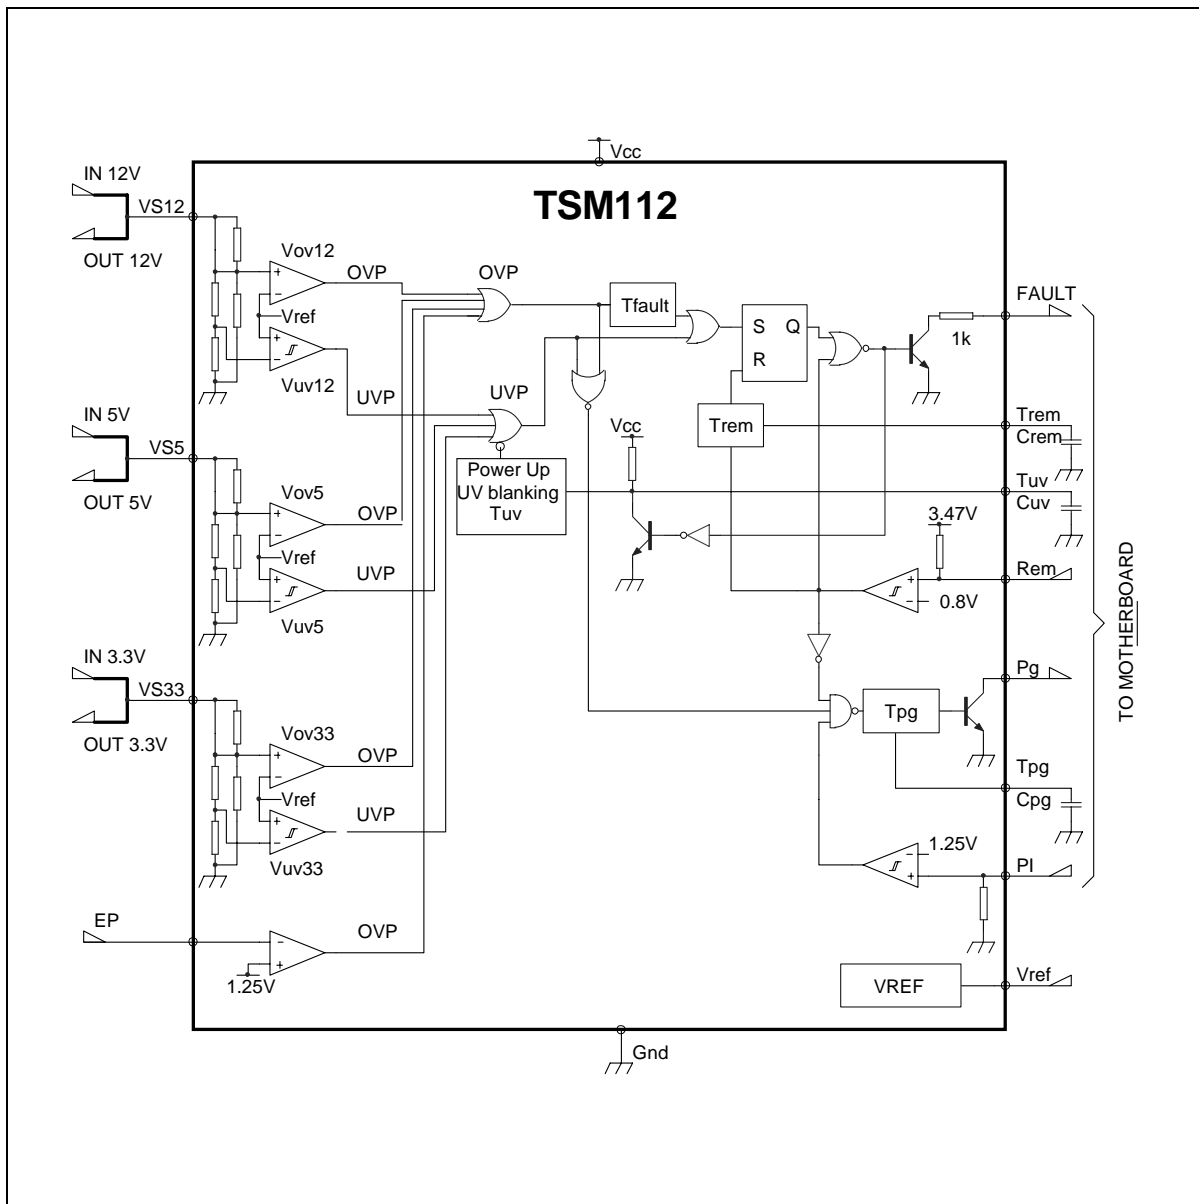 Vcc
TSM112
IN 12V
VS12
OUT 12V
Vov12
OVP
OVP
Vref
Vuv12
UVP
UVP
Tfault
S Q
R
1k
FAULT
Trem
Trem
Crem
Vcc
Power Up
UV blanking
Tuv
Tuv
Cuv
IN 5V
VS5
OUT 5V
Vov5
OVP
Vref
UVP
Vuv5
3.47V
Rem
0.8V
TO MOTHERBOARD
IN 3.3V
VS33
OUT 3.3V
Vov33
OVP
Vref
UVP
Vuv33
Pg
Tpg
Tpg
Cpg
1.25V
PI
EP
OVP
1.25V
VREF
Vref
Gnd